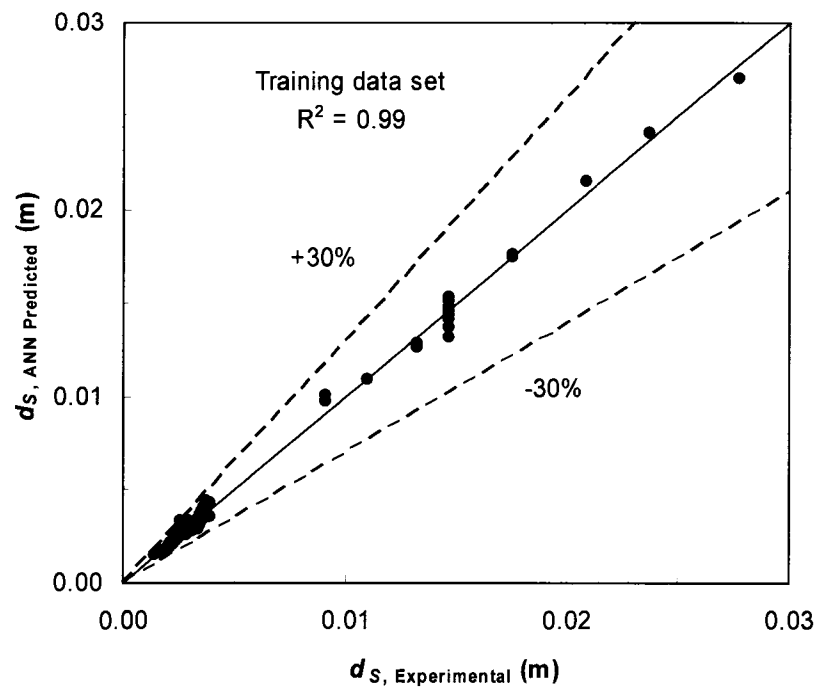 0.03
Training data set
R² = 0.99
0.02
+30%
d_S, ANN Predicted (m)
0.01
-30%
0.00
0.00 0.01 0.02 0.03
d_S, Experimental (m)